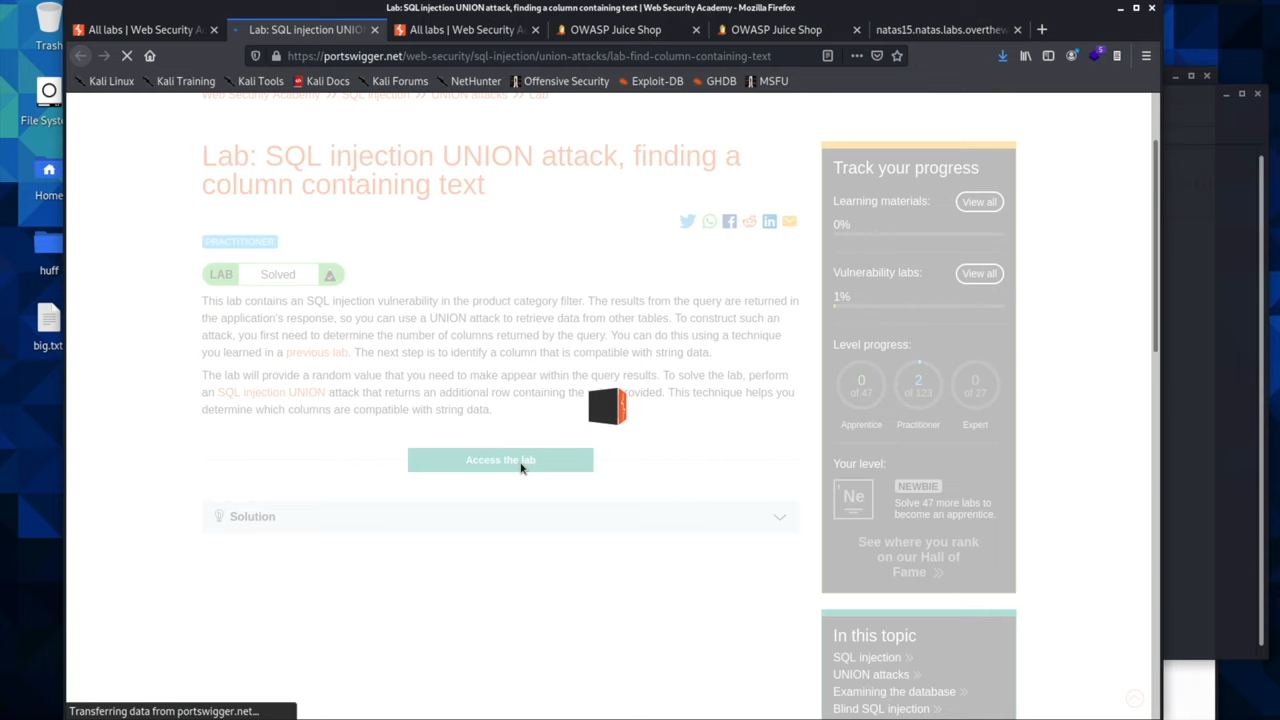 Lab: SQL injection UNION attack, finding a column containing text | Web Security Academy - Mozilla Firefox
All labs | Web Security Ac
Lab: SQL injection UNIO
All labs | Web Security Ac
OWASP Juice Shop
OWASP Juice Shop
natas15.natas.labs.overthew
https://portswigger.net/web-security/sql-injection/union-attacks/lab-find-column-containing-text
5
Kali Linux
Kali Training
Kali Tools
Kali Docs
Kali Forums
NetHunter
Offensive Security
Exploit-DB
GHDB
MSFU
Trash
File Syst
Home
huff
big.txt
Web Security Academy >> SQL injection >> UNION attacks >> Lab
Lab: SQL injection UNION attack, finding a
column containing text
PRACTITIONER
LAB Solved
This lab contains an SQL injection vulnerability in the product category filter. The results from the query are returned in
the application's response, so you can use a UNION attack to retrieve data from other tables. To construct such an
attack, you first need to determine the number of columns returned by the query. You can do this using a technique
you learned in a previous lab. The next step is to identify a column that is compatible with string data.
The lab will provide a random value that you need to make appear within the query results. To solve the lab, perform
an SQL injection UNION attack that returns an additional row containing the rovided. This technique helps you
determine which columns are compatible with string data.
Access the lab
Solution
Track your progress
Learning materials: View all
0%
Vulnerability labs: View all
1%
Level progress:
0 of 47
2 of 123
0 of 27
Apprentice Practitioner Expert
Your level:
Ne
NEWBIE
Solve 47 more labs to
become an apprentice.
See where you rank
on our Hall of
Fame >>
In this topic
SQL injection >>
UNION attacks >>
Examining the database >>
Blind SQL injection >>
Transferring data from portswigger.net…